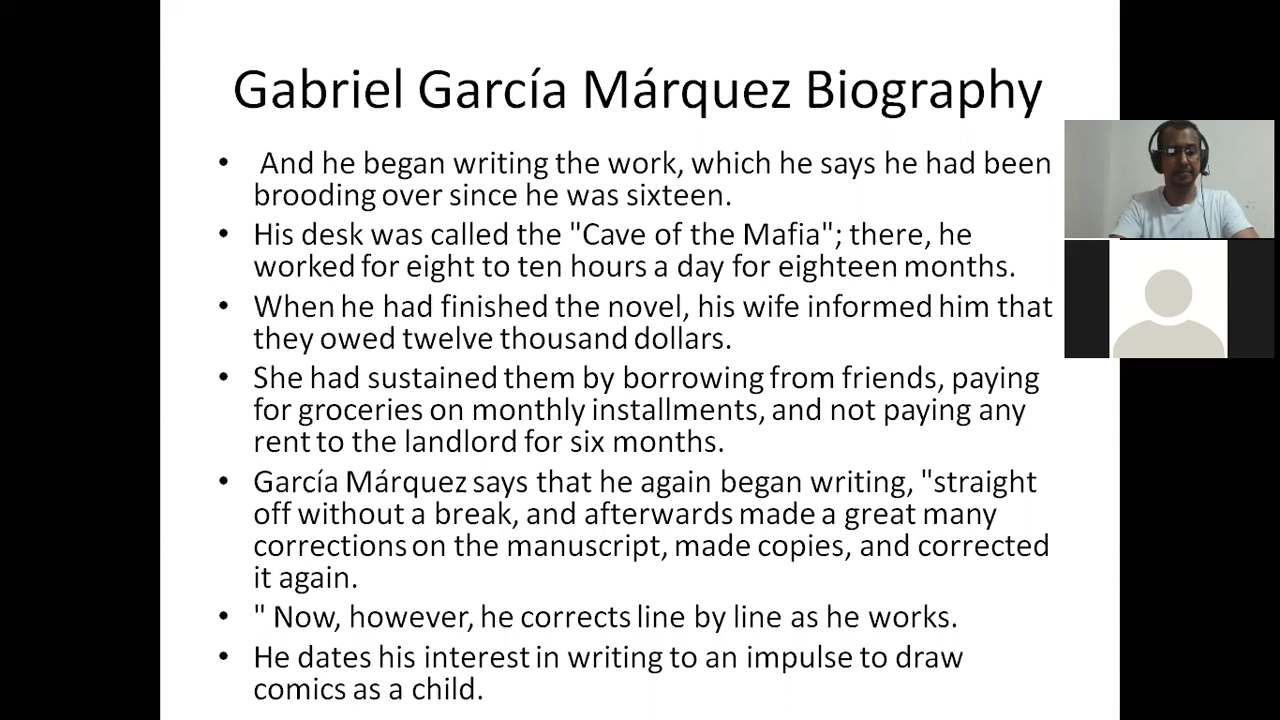 Gabriel García Márquez Biography
• And he began writing the work, which he says he had been
brooding over since he was sixteen.
• His desk was called the "Cave of the Mafia"; there, he
worked for eight to ten hours a day for eighteen months.
• When he had finished the novel, his wife informed him that
they owed twelve thousand dollars.
• She had sustained them by borrowing from friends, paying
for groceries on monthly installments, and not paying any
rent to the landlord for six months.
• García Márquez says that he again began writing, "straight
off without a break, and afterwards made a great many
corrections on the manuscript, made copies, and corrected
it again.
• " Now, however, he corrects line by line as he works.
• He dates his interest in writing to an impulse to draw
comics as a child.